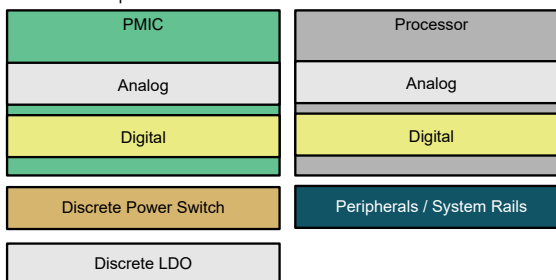 PMIC
Analog
Digital
Discrete Power Switch
Discrete LDO
Processor
Analog
Digital
Peripherals / System Rails